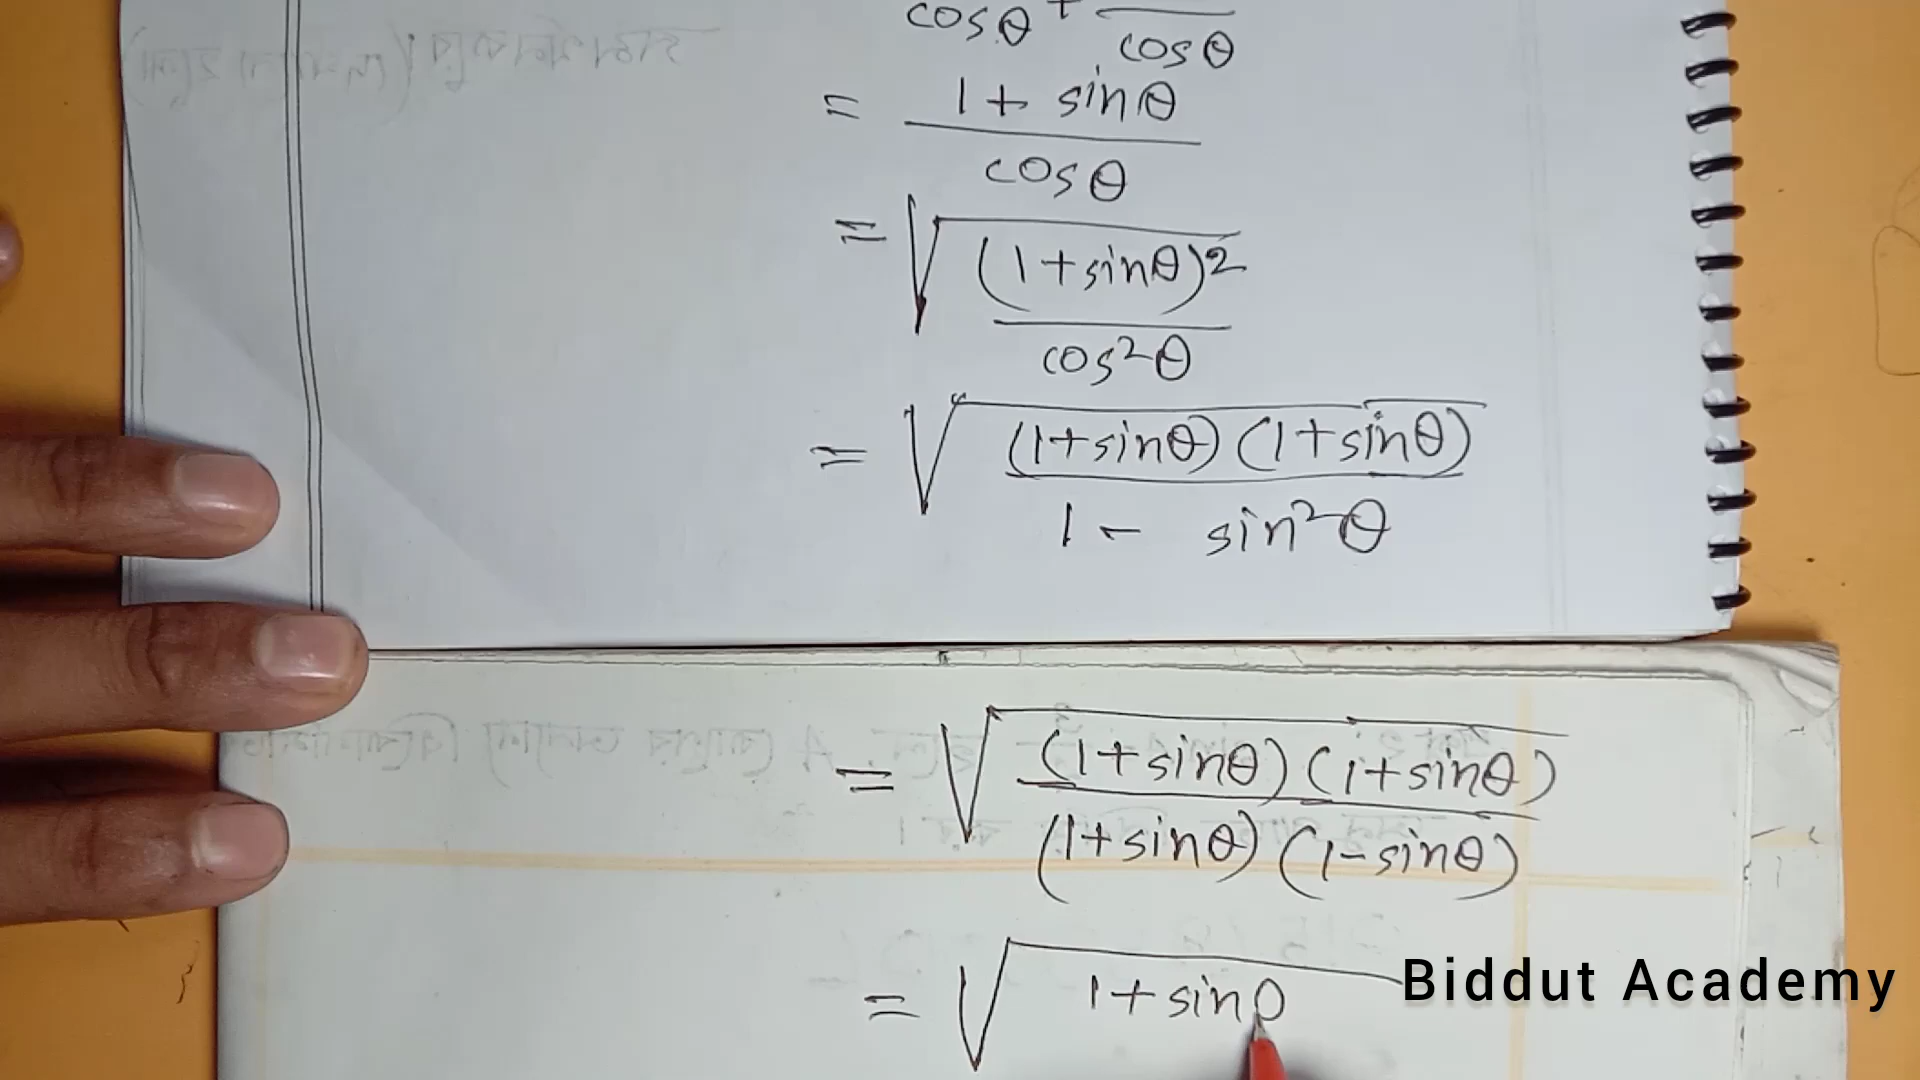 cosθ + ―
cosθ
= 1 + sinθ
cosθ
= √(1+sinθ)²
cos²θ
= √(1+sinθ)(1+sinθ)
1 - sin²θ
= √(1+sinθ)(1+sinθ)
(1+sinθ)(1-sinθ)
= √1+sinθ
Biddut Academy